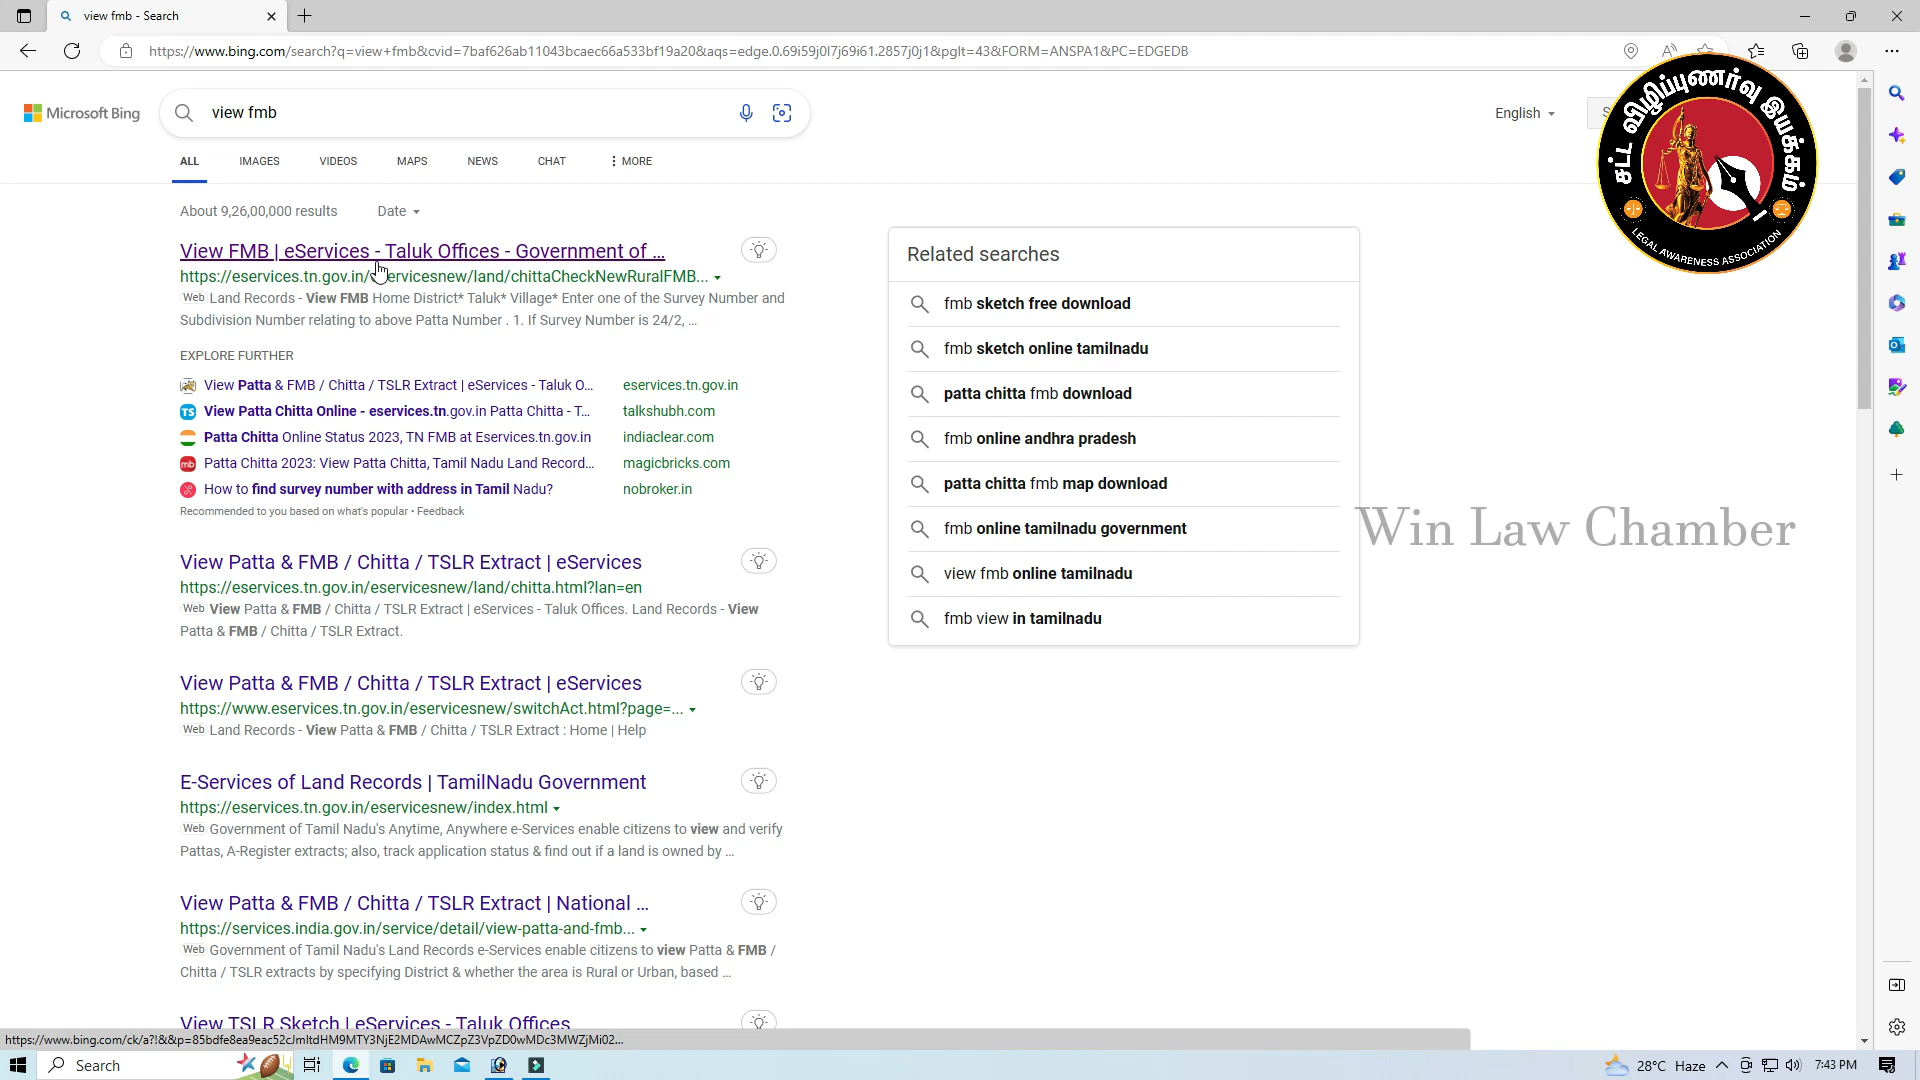 view fmb - Search
https://www.bing.com/search?q=view+fmb&cvid=7baf626ab11043bcaec66a533bf19a20&aqs=edge.0.69i59j0l7j69i61.2857j0j1&pglt=43&FORM=ANSPA1&PC=EDGEDB
Microsoft Bing
view fmb
English
சட்ட விழிப்புணர்வு இயக்கம்
LEGAL AWARENESS ASSOCIATION
ALL IMAGES VIDEOS MAPS NEWS CHAT MORE
About 9,26,00,000 results Date
View FMB | eServices - Taluk Offices - Government of ...
https://eservices.tn.gov.in/eservicesnew/land/chittaCheckNewRuralFMB...
Web Land Records - View FMB Home District* Taluk* Village* Enter one of the Survey Number and
Subdivision Number relating to above Patta Number . 1. If Survey Number is 24/2, ...
EXPLORE FURTHER
View Patta & FMB / Chitta / TSLR Extract | eServices - Taluk O... eservices.tn.gov.in
TS View Patta Chitta Online - eservices.tn.gov.in Patta Chitta - T... talkshubh.com
Patta Chitta Online Status 2023, TN FMB at Eservices.tn.gov.in indiaclear.com
mb Patta Chitta 2023: View Patta Chitta, Tamil Nadu Land Record... magicbricks.com
How to find survey number with address in Tamil Nadu? nobroker.in
Recommended to you based on what's popular • Feedback
View Patta & FMB / Chitta / TSLR Extract | eServices
https://eservices.tn.gov.in/eservicesnew/land/chitta.html?lan=en
Web View Patta & FMB / Chitta / TSLR Extract | eServices - Taluk Offices. Land Records - View
Patta & FMB / Chitta / TSLR Extract.
View Patta & FMB / Chitta / TSLR Extract | eServices
https://www.eservices.tn.gov.in/eservicesnew/switchAct.html?page=...
Web Land Records - View Patta & FMB / Chitta / TSLR Extract : Home | Help
E-Services of Land Records | TamilNadu Government
https://eservices.tn.gov.in/eservicesnew/index.html
Web Government of Tamil Nadu's Anytime, Anywhere e-Services enable citizens to view and verify
Pattas, A-Register extracts; also, track application status & find out if a land is owned by ...
View Patta & FMB / Chitta / TSLR Extract | National ...
https://services.india.gov.in/service/detail/view-patta-and-fmb...
Web Government of Tamil Nadu's Land Records e-Services enable citizens to view Patta & FMB /
Chitta / TSLR extracts by specifying District & whether the area is Rural or Urban, based ...
View TSLR Sketch | eServices - Taluk Offices
Related searches
fmb sketch free download
fmb sketch online tamilnadu
patta chitta fmb download
fmb online andhra pradesh
patta chitta fmb map download
fmb online tamilnadu government
view fmb online tamilnadu
fmb view in tamilnadu
Win Law Chamber
https://www.bing.com/ck/a?!&&p=85bdfe8ea9eac52cJmltdHM9MTY3NjE2MDAwMCZpZ3VpZD0wMDc3MWZjMi02...
Search
28°C Haze
7:43 PM